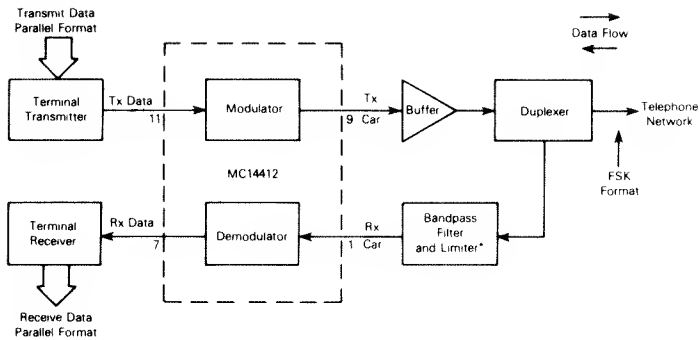 Transmit Data
Parallel Format
Data Flow
Terminal
Transmitter
Tx Data
11
Modulator
Tx
9 Car
Buffer
Duplexer
Telephone
Network
FSK
Format
MC14412
Terminal
Receiver
Rx Data
7
Demodulator
Rx
1 Car
Bandpass
Filter
and Limiter*
Receive Data
Parallel Format